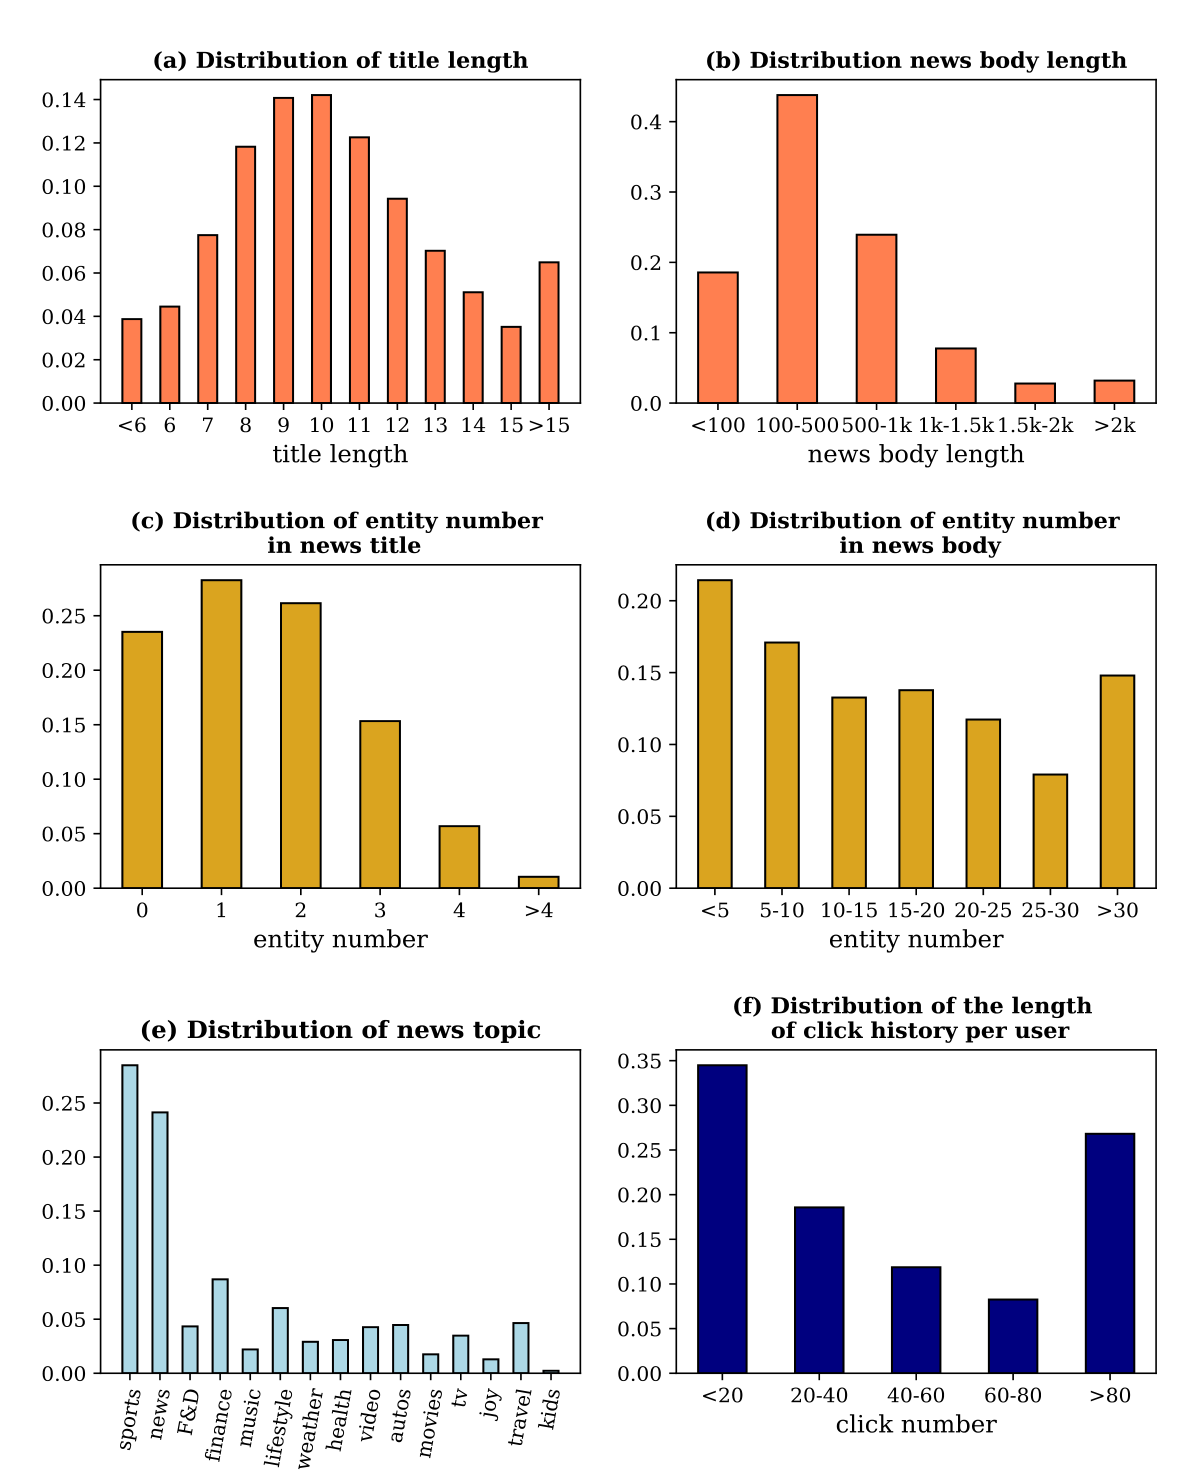 (a) Distribution of title length
0.14
0.12
0.10
0.08
0.06
0.04
0.02
0.00
<6 6 7 8 9 10 11 12 13 14 15 >15
title length
(b) Distribution news body length
0.4
0.3
0.2
0.1
0.0
<100 100-500 500-1k 1k-1.5k 1.5k-2k >2k
news body length
(c) Distribution of entity number
in news title
0.25
0.20
0.15
0.10
0.05
0.00
0 1 2 3 4 >4
entity number
(d) Distribution of entity number
in news body
0.20
0.15
0.10
0.05
0.00
<5 5-10 10-15 15-20 20-25 25-30 >30
entity number
(e) Distribution of news topic
0.25
0.20
0.15
0.10
0.05
0.00
sports
news
F&D
finance
music
lifestyle
weather
health
video
autos
movies
tv
joy
travel
kids
(f) Distribution of the length
of click history per user
0.35
0.30
0.25
0.20
0.15
0.10
0.05
0.00
<20 20-40 40-60 60-80 >80
click number